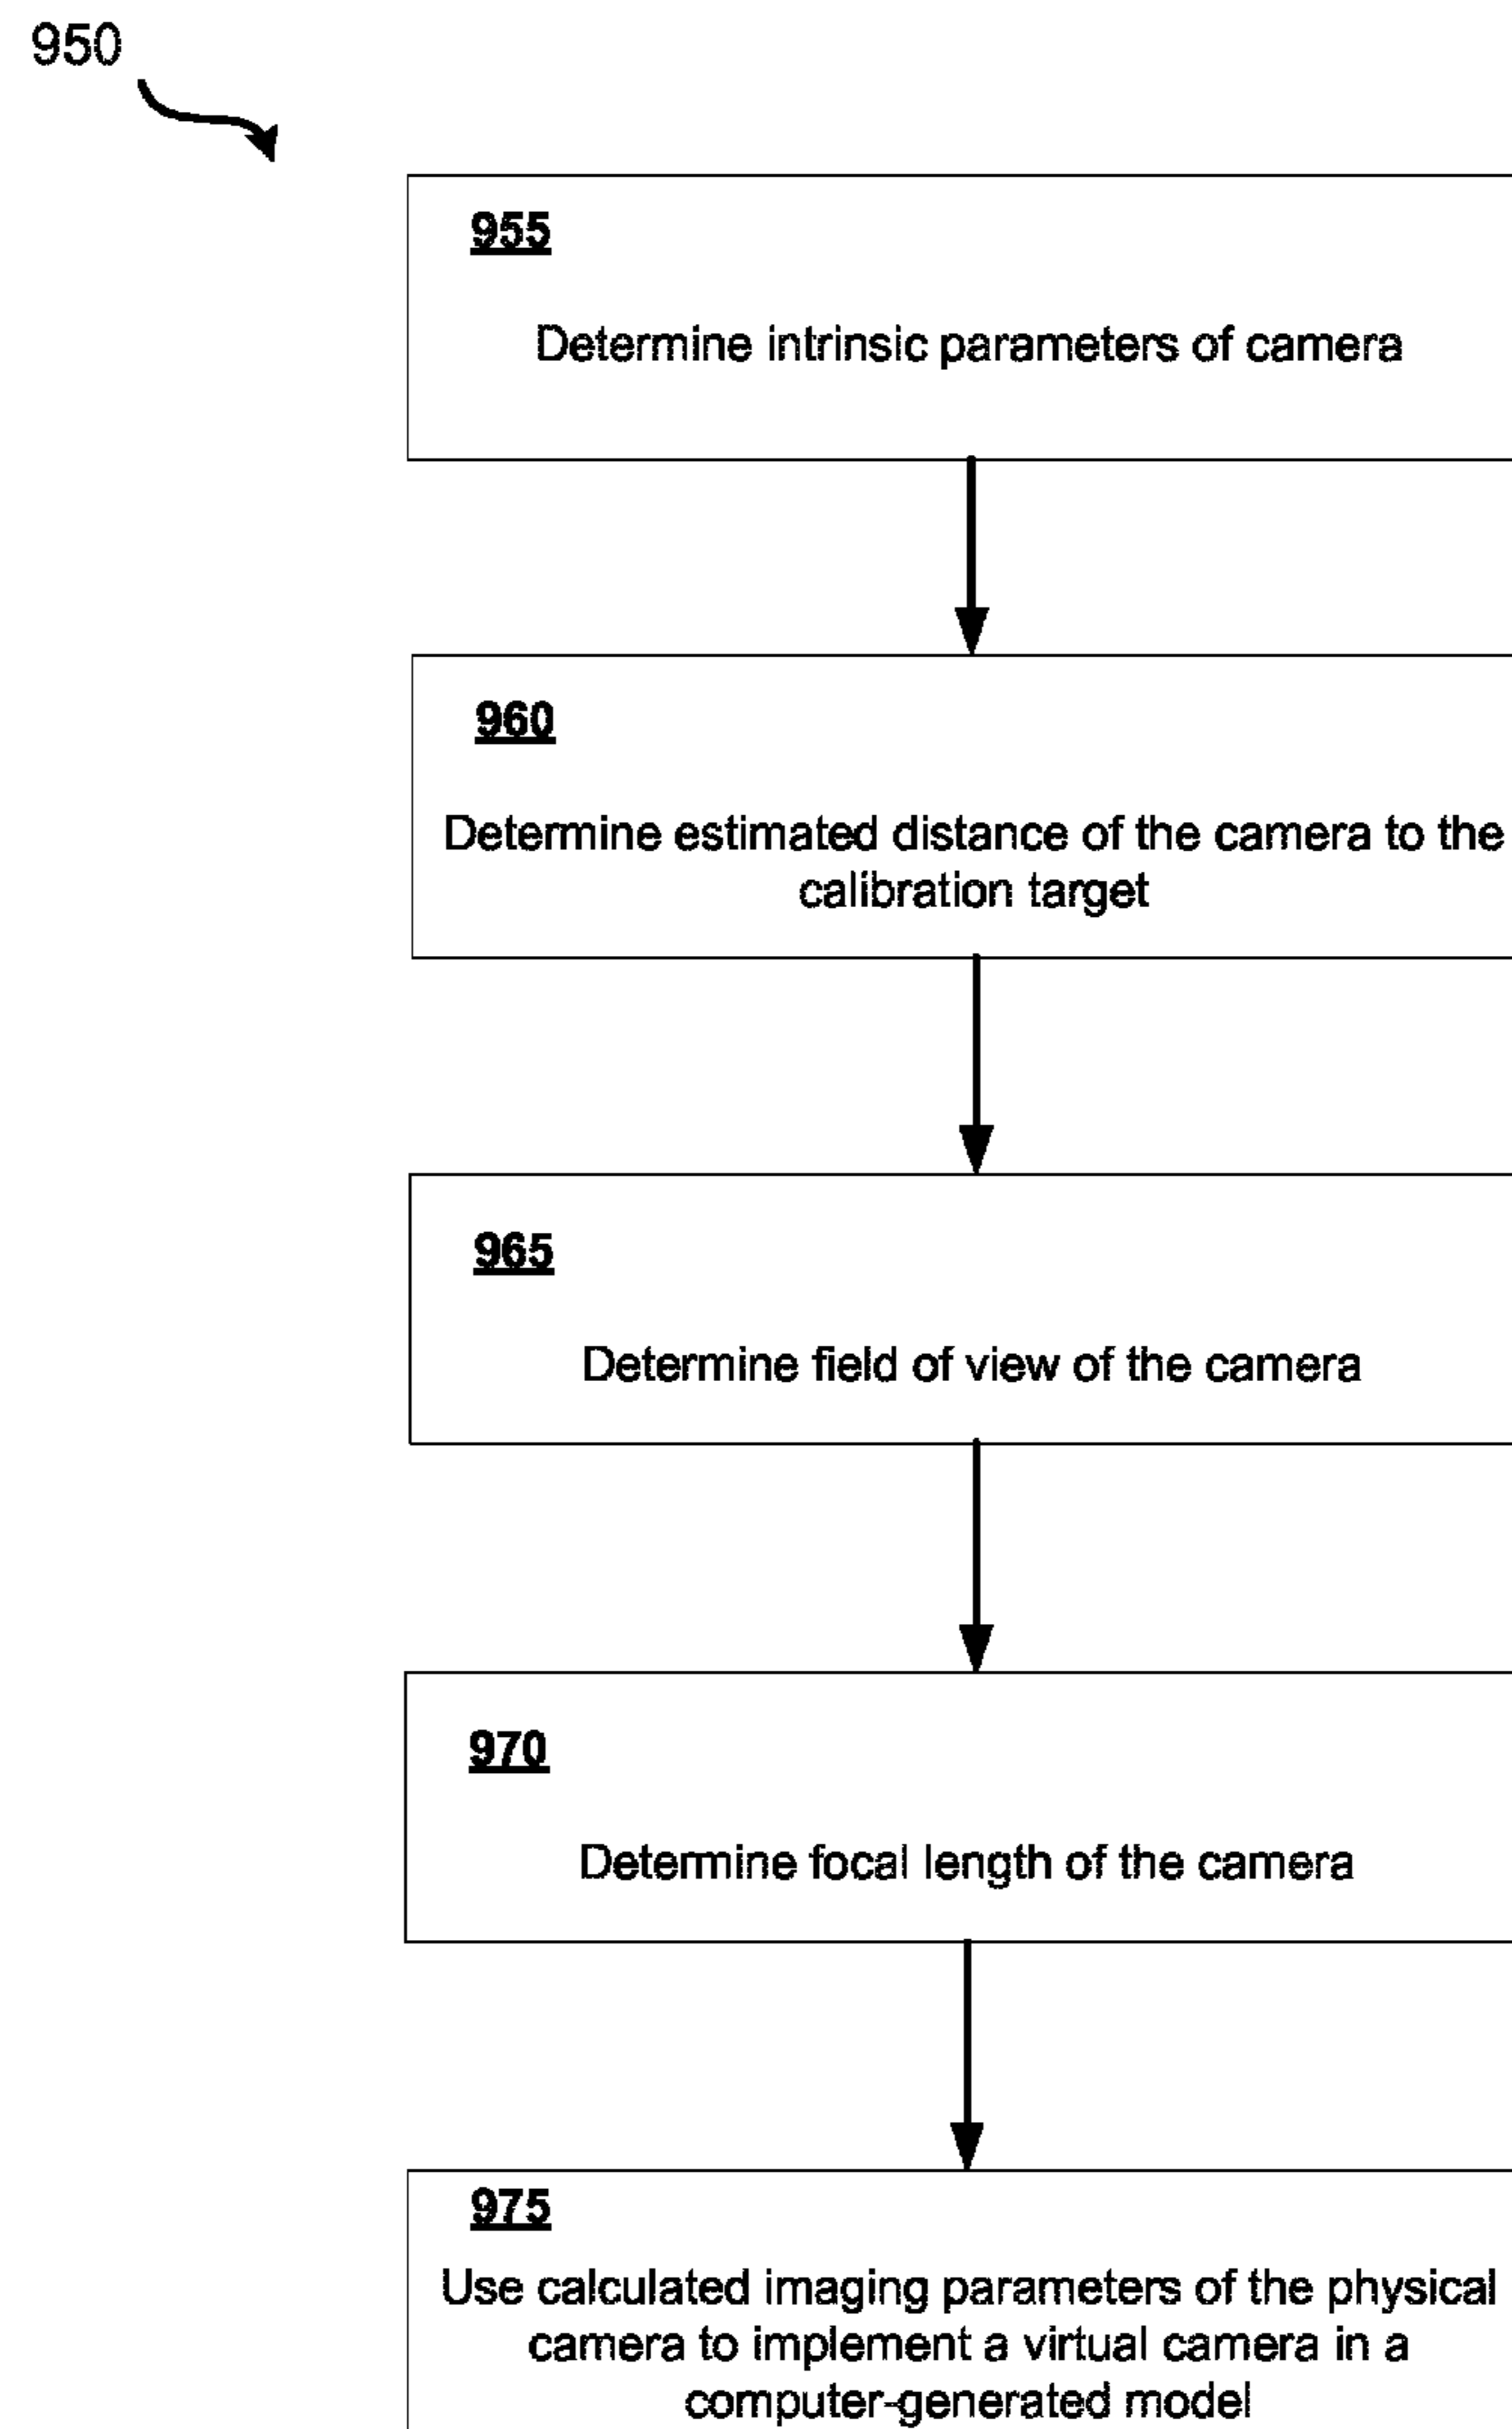 950
955
Determine intrinsic parameters of camera
960
Determine estimated distance of the camera to the
calibration target
965
Determine field of view of the camera
970
Determine focal length of the camera
975
Use calculated imaging parameters of the physical
camera to implement a virtual camera in a
computer-generated model